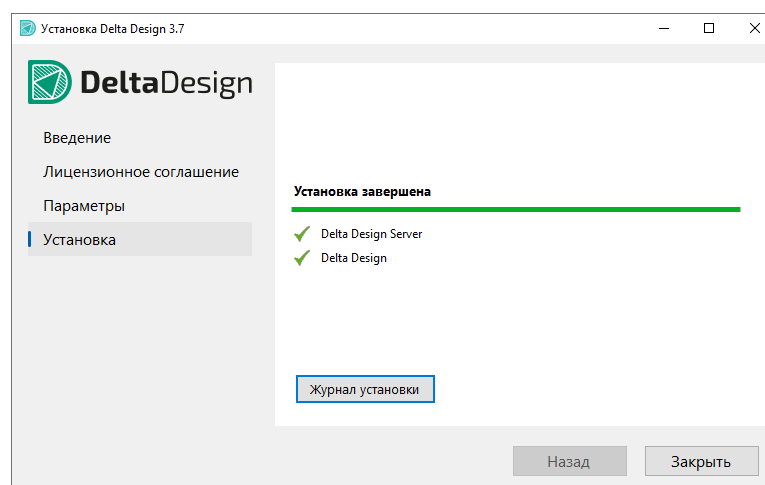 Установка Delta Design 3.7
DeltaDesign
Введение
Лицензионное соглашение
Параметры
Установка
Установка завершена
Delta Design Server
Delta Design
Журнал установки
Назад
Закрыть